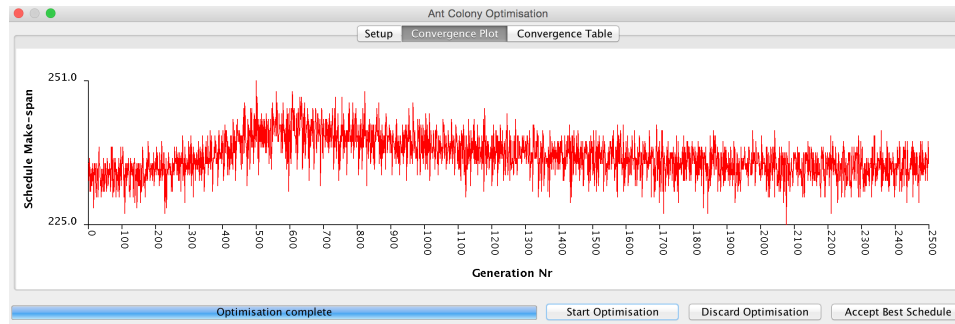 Ant Colony Optimisation
Setup Convergence Plot Convergence Table
251.0
Schedule Make-span
225.0
0 100 200 300 400 500 600 700 800 900 1000 1100 1200 1300 1400 1500 1600 1700 1800 1900 2000 2100 2200 2300 2400 2500
Generation Nr
Optimisation complete Start Optimisation Discard Optimisation Accept Best Schedule